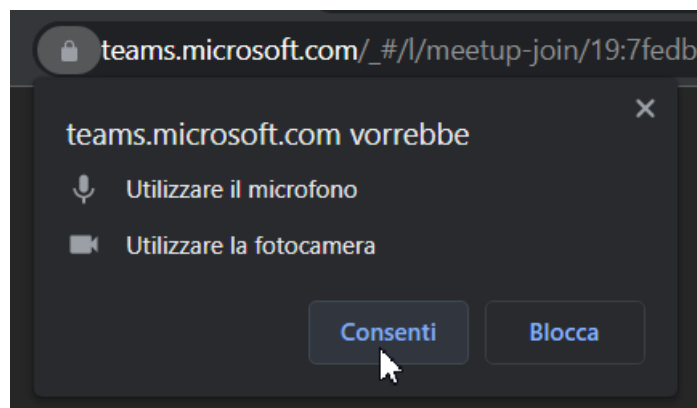 teams.microsoft.com/_#/l/meetup-join/19:7fedb
teams.microsoft.com vorrebbe
Utilizzare il microfono
Utilizzare la fotocamera
Consenti Blocca